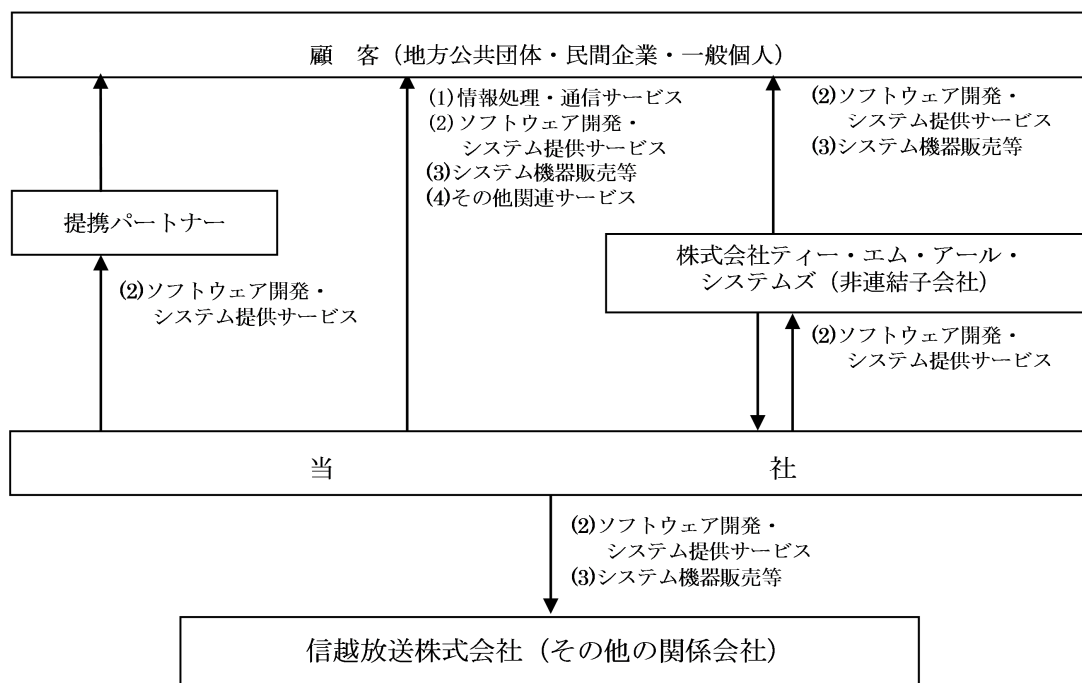 顧　客（地方公共団体・民間企業・一般個人）
(1)情報処理・通信サービス
(2)ソフトウェア開発・
システム提供サービス
(3)システム機器販売等
(4)その他関連サービス
(2)ソフトウェア開発・
システム提供サービス
(3)システム機器販売等
提携パートナー
株式会社ティー・エム・アール・
システムズ（非連結子会社）
(2)ソフトウェア開発・
システム提供サービス
(2)ソフトウェア開発・
システム提供サービス
当　社
(2)ソフトウェア開発・
システム提供サービス
(3)システム機器販売等
信越放送株式会社（その他の関係会社）